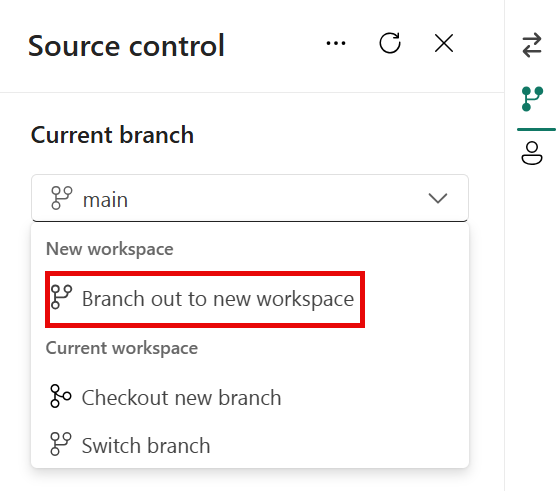 Source control
Current branch
main
New workspace
Branch out to new workspace
Current workspace
Checkout new branch
Switch branch